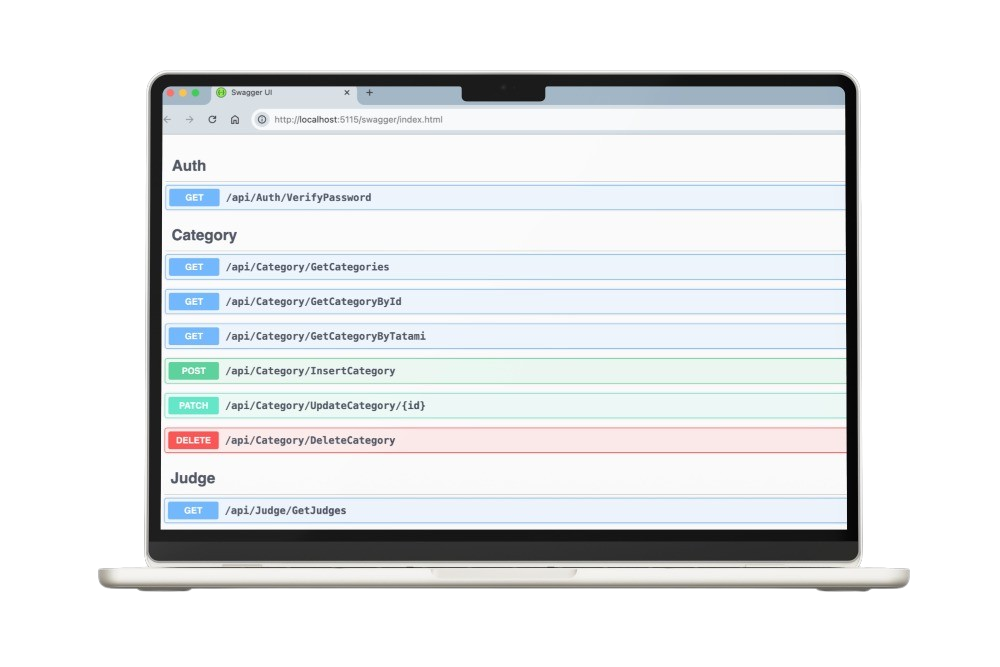 Swagger UI
http://localhost:5115/swagger/index.html
Auth
GET /api/Auth/VerifyPassword
Category
GET /api/Category/GetCategories
GET /api/Category/GetCategoryById
GET /api/Category/GetCategoryByTatami
POST /api/Category/InsertCategory
PATCH /api/Category/UpdateCategory/{id}
DELETE /api/Category/DeleteCategory
Judge
GET /api/Judge/GetJudges